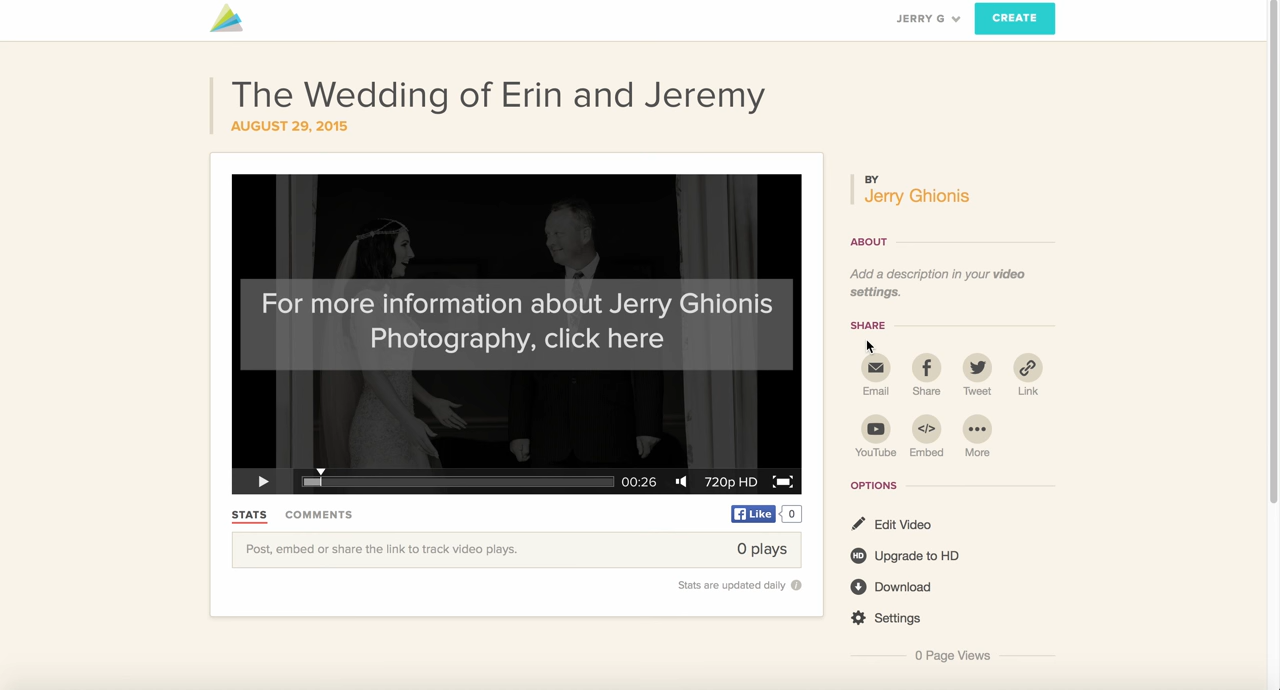 JERRY G
CREATE
The Wedding of Erin and Jeremy
AUGUST 29, 2015
For more information about Jerry Ghionis
Photography, click here
00:26
720p HD
STATS
COMMENTS
Like
0
Post, embed or share the link to track video plays.
0 plays
Stats are updated daily
i
BY
Jerry Ghionis
ABOUT
Add a description in your video
settings.
SHARE
Email
Share
Tweet
Link
</>
YouTube
Embed
More
OPTIONS
Edit Video
HD
Upgrade to HD
Download
Settings
0 Page Views